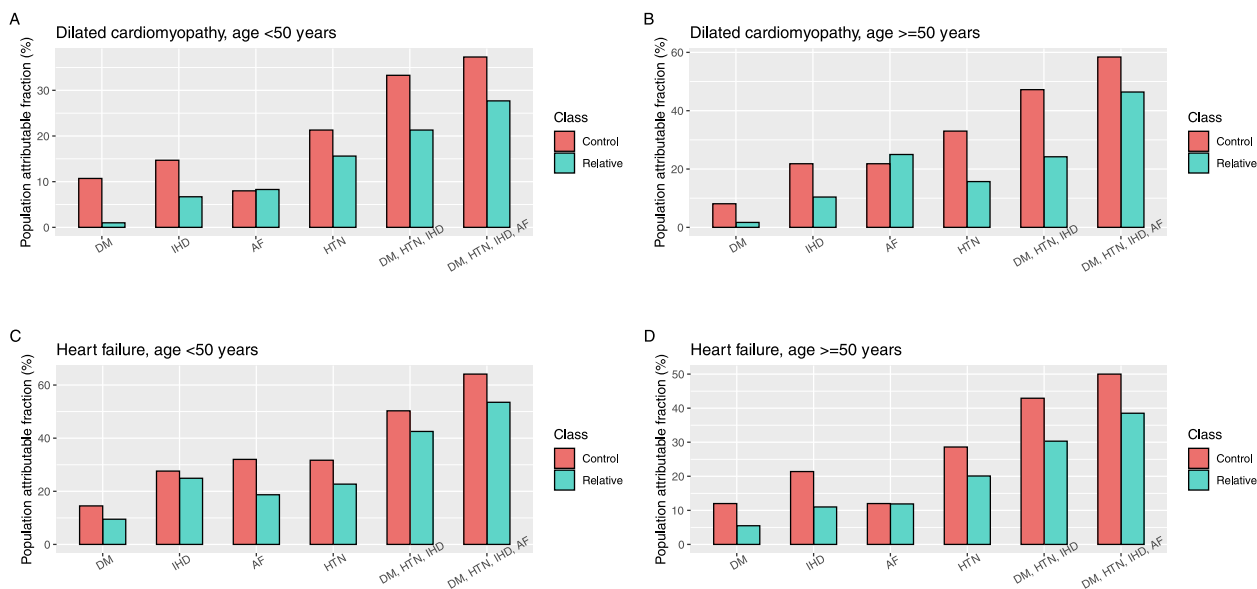 A
Dilated cardiomyopathy, age <50 years
Population attributable fraction (%)
30
20
10
0
DM
IHD
AF
HTN
DM, HTN, IHD
DM, HTN, IHD, AF
Class
Control
Relative
B
Dilated cardiomyopathy, age >=50 years
Population attributable fraction (%)
60
40
20
0
DM
IHD
AF
HTN
DM, HTN, IHD
DM, HTN, IHD, AF
Class
Control
Relative
C
Heart failure, age <50 years
Population attributable fraction (%)
60
40
20
0
DM
IHD
AF
HTN
DM, HTN, IHD
DM, HTN, IHD, AF
Class
Control
Relative
D
Heart failure, age >=50 years
Population attributable fraction (%)
50
40
30
20
10
0
DM
IHD
AF
HTN
DM, HTN, IHD
DM, HTN, IHD, AF
Class
Control
Relative